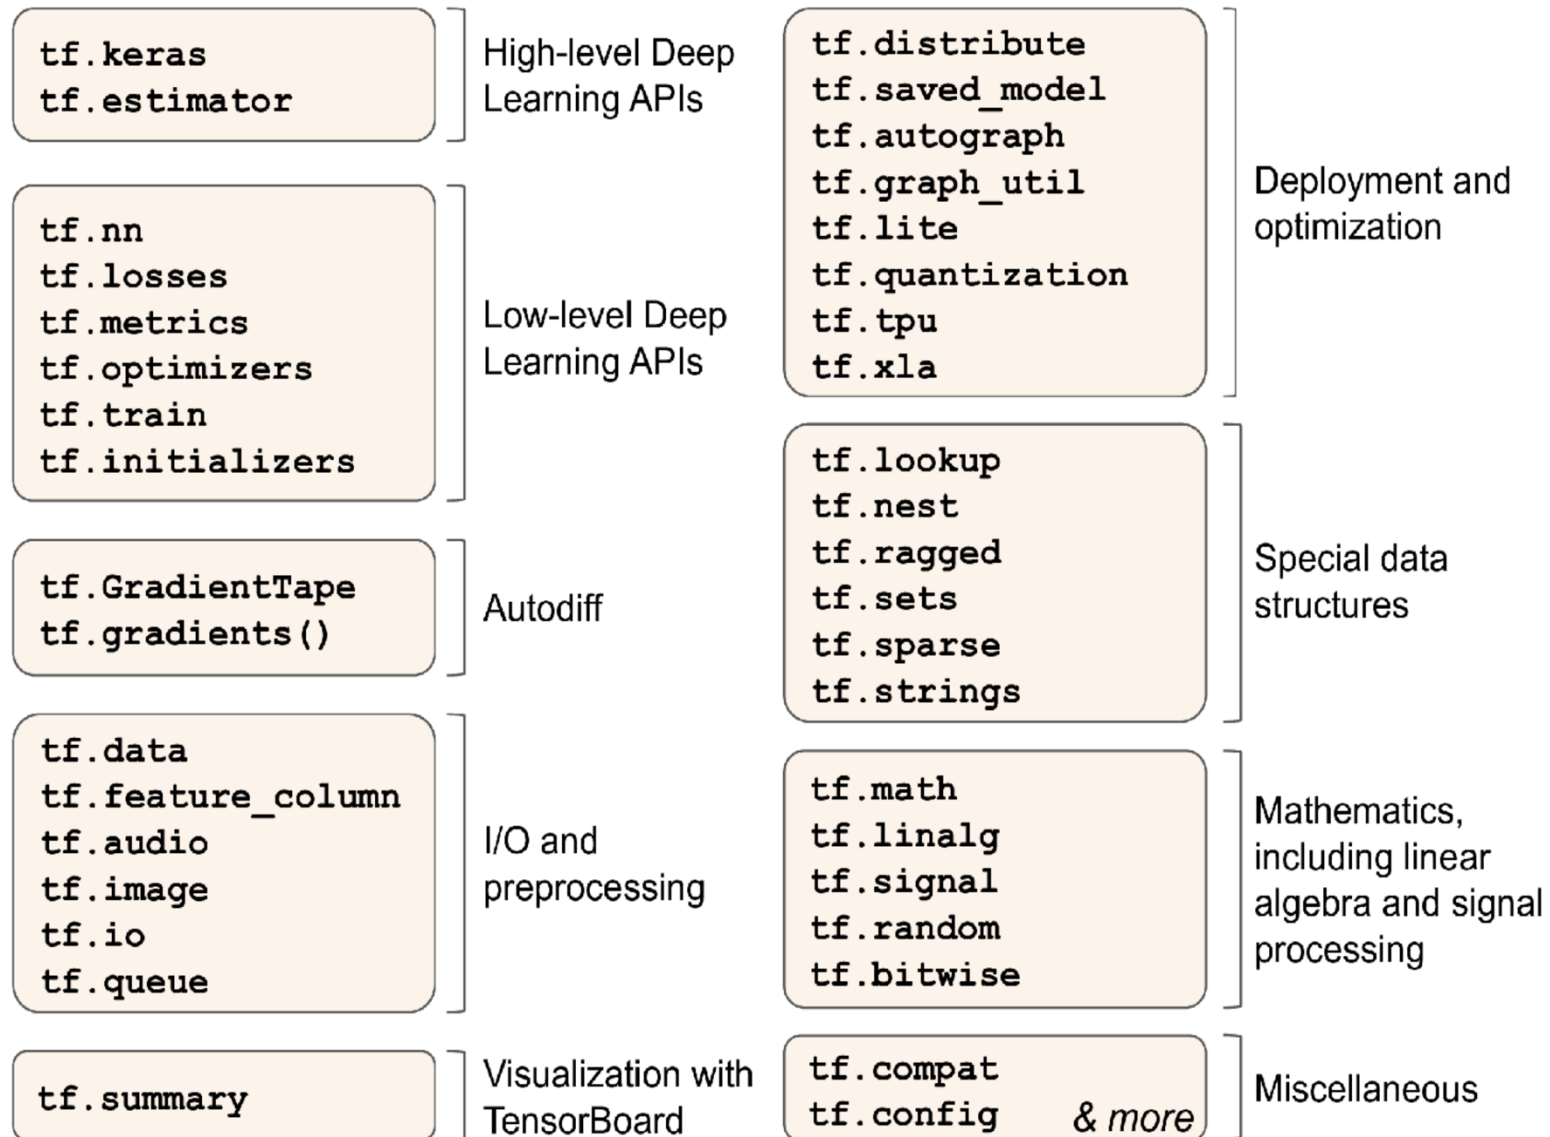 tf.keras
tf.estimator
High-level Deep
Learning APIs
tf.nn
tf.losses
tf.metrics
tf.optimizers
tf.train
tf.initializers
Low-level Deep
Learning APIs
tf.GradientTape
tf.gradients()
Autodiff
tf.data
tf.feature_column
tf.audio
tf.image
tf.io
tf.queue
I/O and
preprocessing
tf.summary
Visualization with
TensorBoard
tf.distribute
tf.saved_model
tf.autograph
tf.graph_util
tf.lite
tf.quantization
tf.tpu
tf.xla
Deployment and
optimization
tf.lookup
tf.nest
tf.ragged
tf.sets
tf.sparse
tf.strings
Special data
structures
tf.math
tf.linalg
tf.signal
tf.random
tf.bitwise
Mathematics,
including linear
algebra and signal
processing
tf.compat
tf.config & more
Miscellaneous